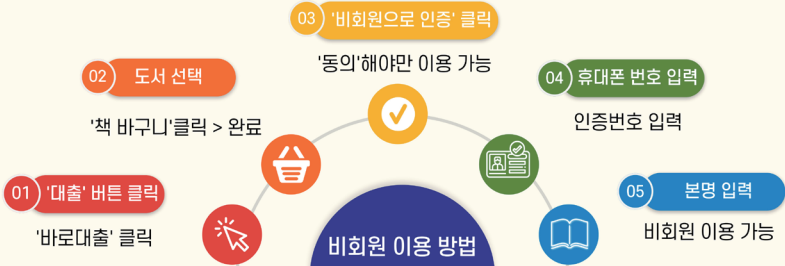 01 '대출' 버튼 클릭
'바로대출' 클릭
02 도서 선택
'책 바구니'클릭 > 완료
03 '비회원으로 인증' 클릭
'동의'해야만 이용 가능
04 휴대폰 번호 입력
인증번호 입력
05 본명 입력
비회원 이용 가능
비회원 이용 방법